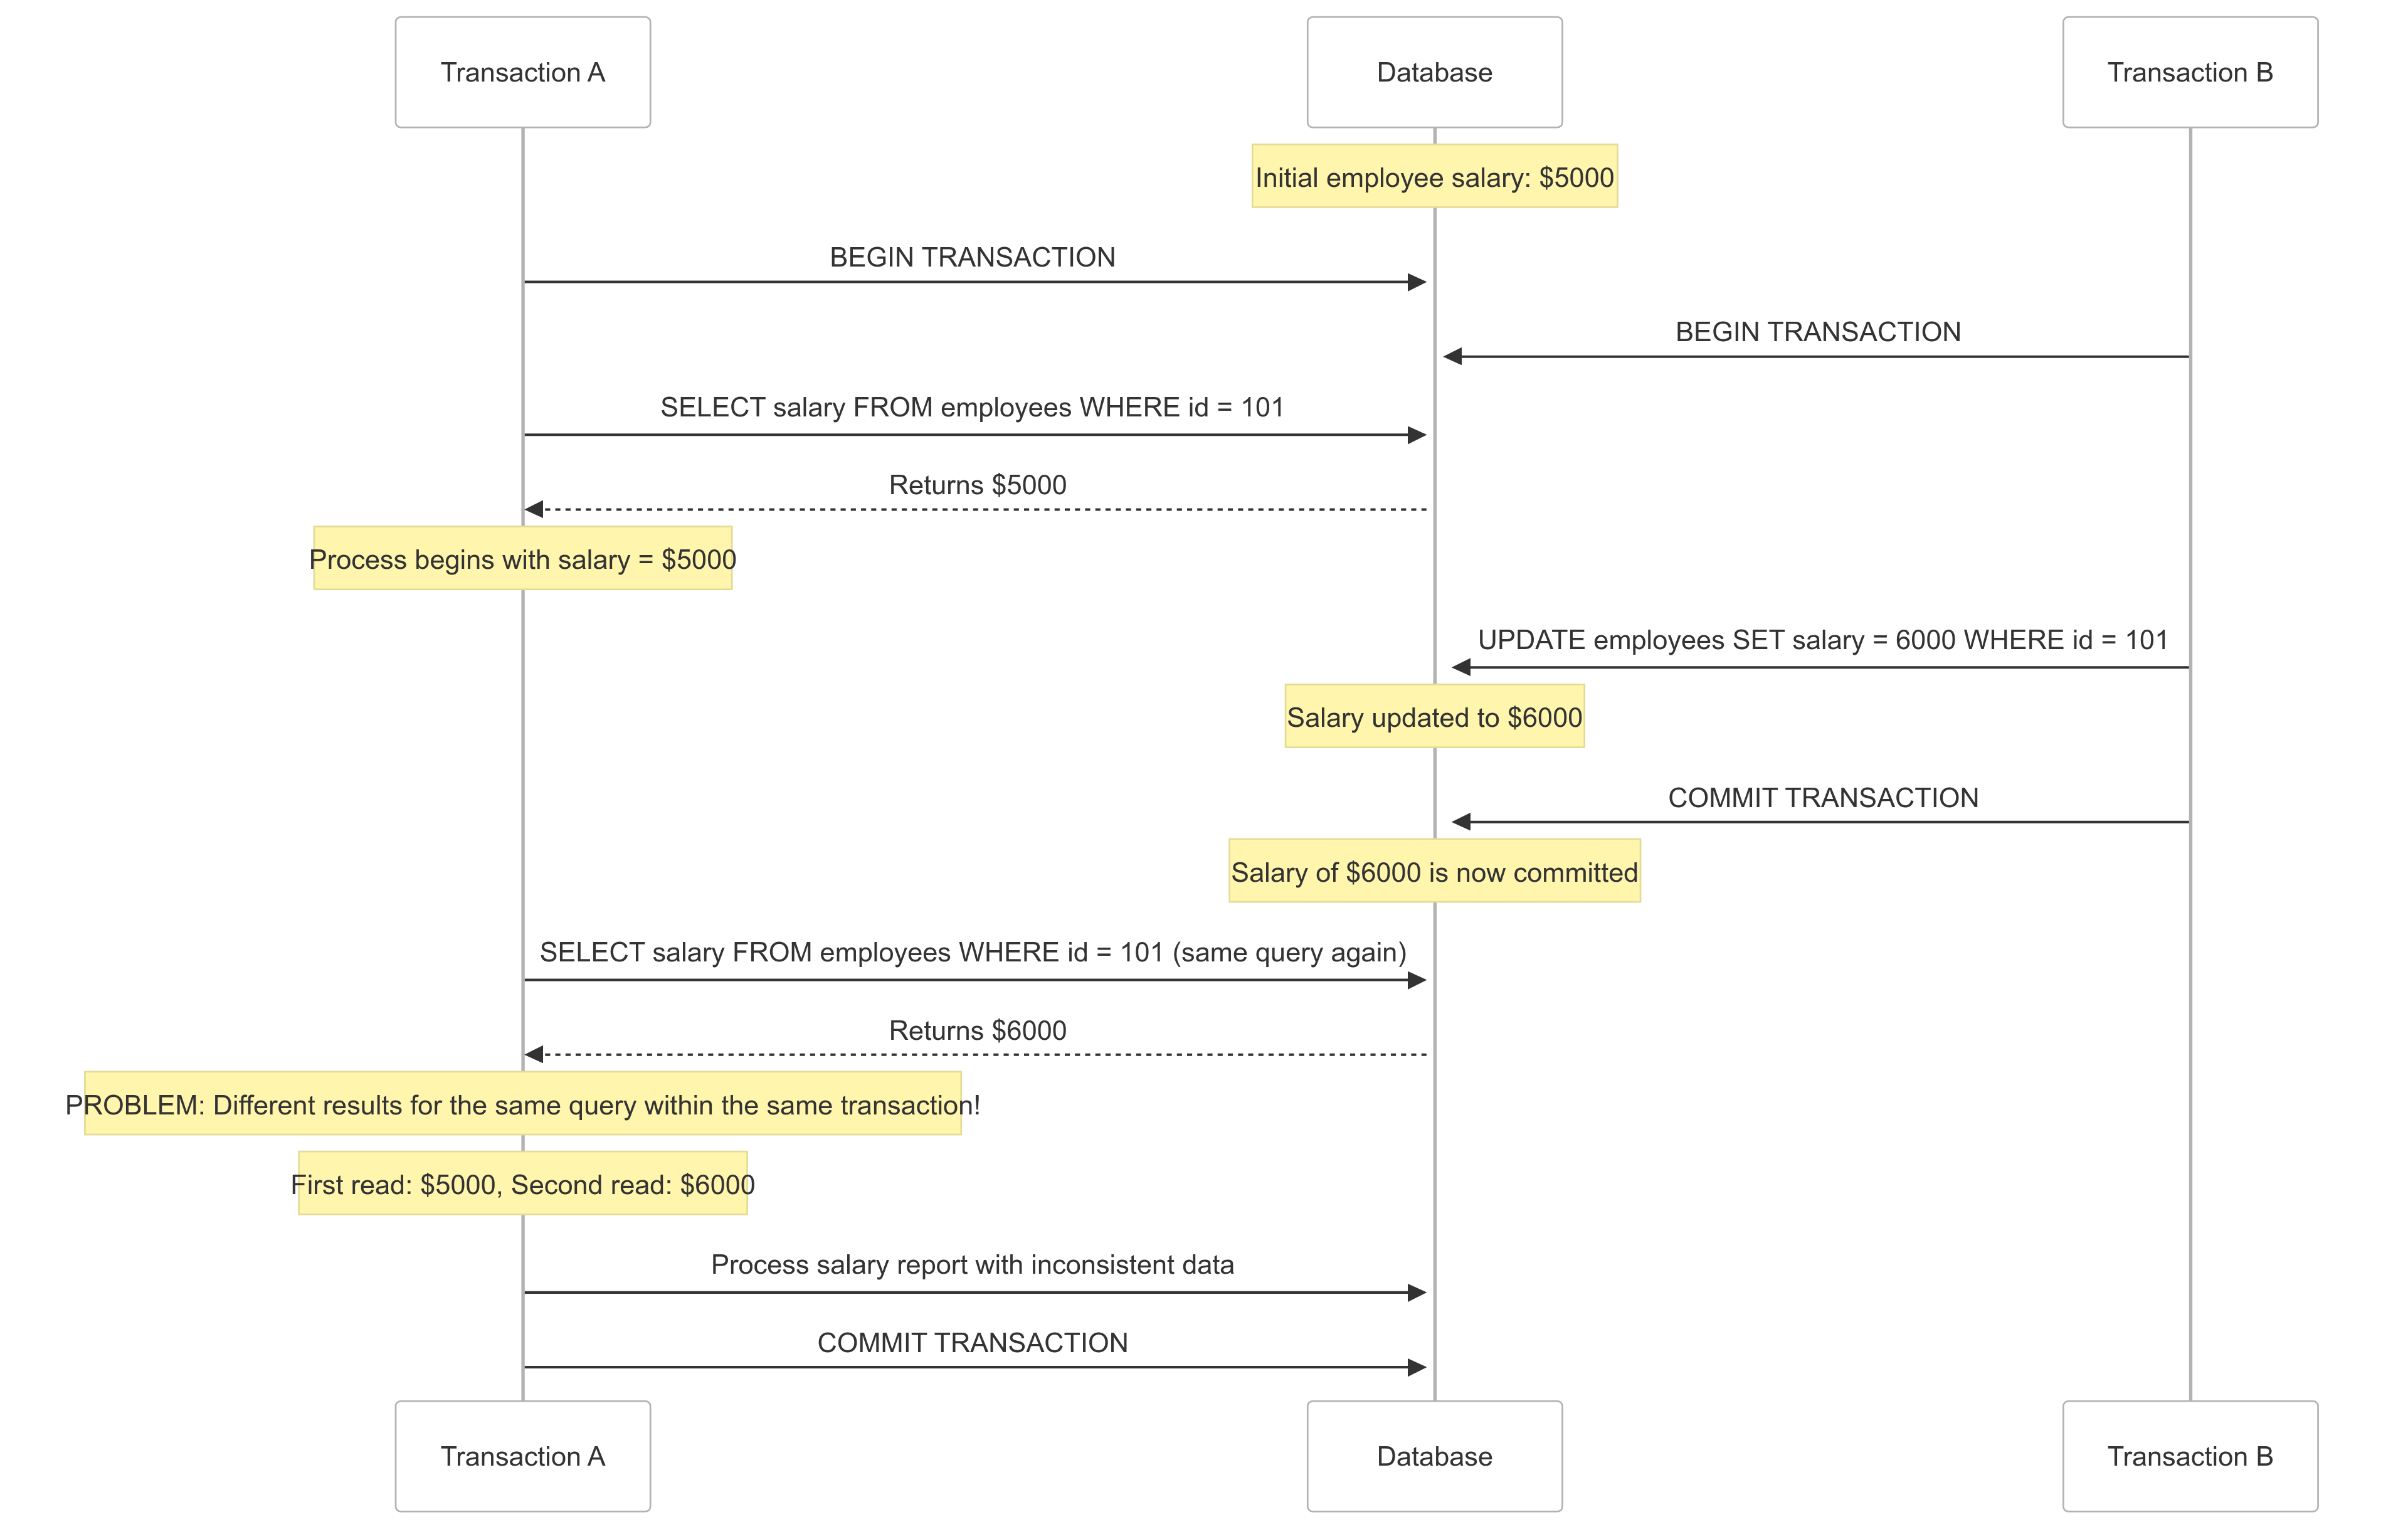 Transaction A
Database
Transaction B
Initial employee salary: $5000
BEGIN TRANSACTION
BEGIN TRANSACTION
SELECT salary FROM employees WHERE id = 101
Returns $5000
Process begins with salary = $5000
UPDATE employees SET salary = 6000 WHERE id = 101
Salary updated to $6000
COMMIT TRANSACTION
Salary of $6000 is now committed
SELECT salary FROM employees WHERE id = 101 (same query again)
Returns $6000
PROBLEM: Different results for the same query within the same transaction!
First read: $5000, Second read: $6000
Process salary report with inconsistent data
COMMIT TRANSACTION
Transaction A
Database
Transaction B